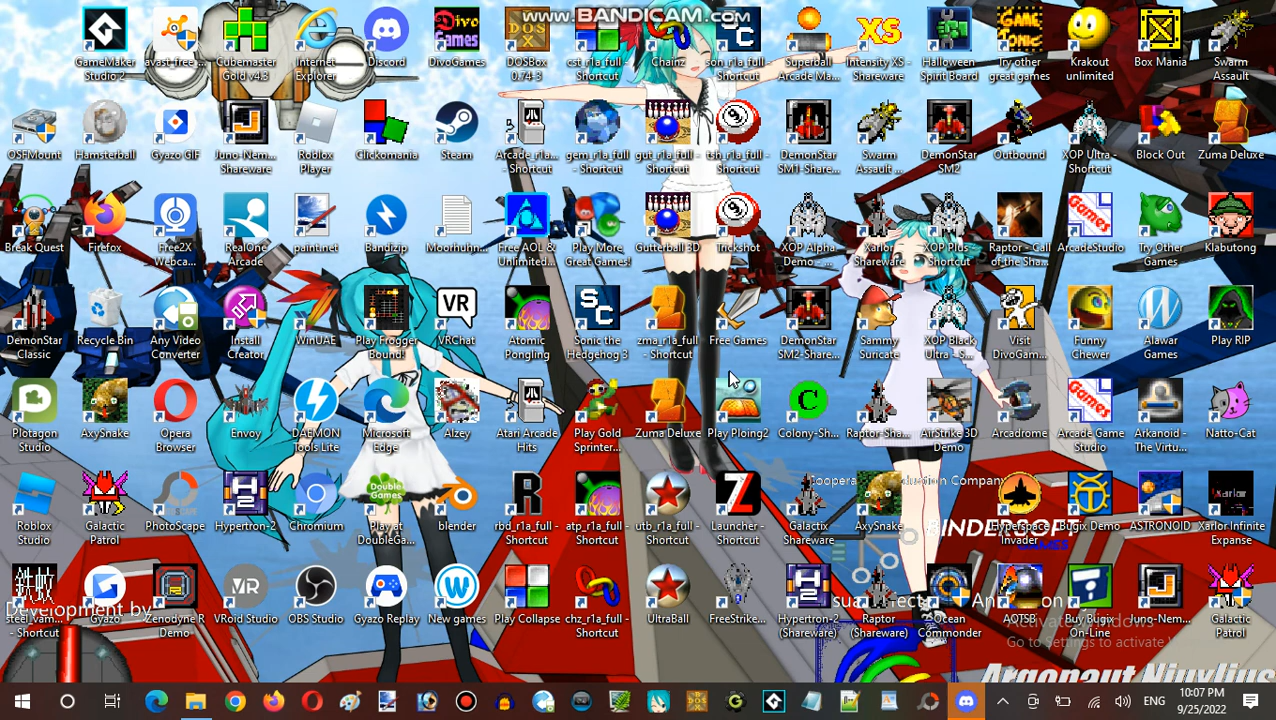 www.BANDICAM.com
GameMaker Studio 2
avast_free_...
Cubemaster Gold v4.3
Internet Explorer
Discord
DivoGames
DOSBox 0.74-3
cst_r1a_full - Shortcut
Chainz
son_r1a_full - Shortcut
Superball Arcade Ma...
Intensity XS - Shareware
Halloween Spirit Board
Try other great games
Krakout unlimited
Box Mania
Swarm Assault
OSFMount
Hamsterball
Gyazo GIF
Juno-Nem... Shareware
Roblox Player
Clickomania
Steam
Arcade_r1a... - Shortcut
gem_r1a_full - Shortcut
gut_r1a_full - Shortcut
tsh_r1a_full - Shortcut
DemonStar SM1-Share...
Swarm Assault ...
DemonStar SM2
Outbound
XOP Ultra - Shortcut
Block Out
Zuma Deluxe
Break Quest
Firefox
Free2X Webca...
RealOne Arcade
paint.net
Bandizip
Moorhuhn...
Free AOL & Unlimited...
Play More Great Games!
Gutterball 3D
Trickshot
XOP Alpha Demo - ...
Xarlor Shareware
XOP Plus - Shortcut
Raptor - Call of the Sha...
ArcadeStudio
Try Other Games
Klabutong
DemonStar Classic
Recycle Bin
Any Video Converter
Install Creator
WinUAE
Play Frogger Bound!
VRChat
Atomic Pongling
Sonic the Hedgehog 3
zma_r1a_full - Shortcut
Free Games
DemonStar SM2-Share...
Sammy Suricate
XOP Black Ultra - S...
Visit DivoGam...
Funny Chewer
Alawar Games
Play RIP
Plotagon Studio
AxySnake
Opera Browser
Envoy
DAEMON Tools Lite
Microsoft Edge
Alzey
Atari Arcade Hits
Play Gold Sprinter...
Zuma Deluxe
Play Ploing2
Colony-Sh...
Raptor-Sha...
AirStrike 3D Demo
Arcadrome
Arcade Game Studio
Arkanoid - The Virtu...
Natto-Cat
Roblox Studio
Galactic Patrol
PhotoScape
Hypertron-2
Chromium
Play at DoubleGa...
blender
rbd_r1a_full - Shortcut
atp_r1a_full - Shortcut
utb_r1a_full - Shortcut
Launcher - Shortcut
Galactix Shareware
AxySnake
Hyperspace Invader
Bugix Demo
ASTRONOID
Xarlor Infinite Expanse
steel_vam... - Shortcut
Gyazo
Zenodyne R Demo
VRoid Studio
OBS Studio
Gyazo Replay
New games
Play Collapse
chz_r1a_full - Shortcut
UltraBall
FreeStrike...
Hypertron-2 (Shareware)
Raptor (Shareware)
Ocean Commonder
AOTSB
Buy Bugix On-Line
Juno-Nem...
Galactic Patrol
Development by
Activate Windows
Go to Settings to activate W
ENG
10:07 PM
9/25/2022